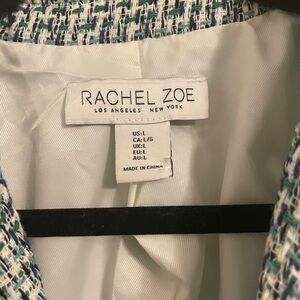 RACHEL ZOE
LOS ANGELES NEW YORK
US:L
CA:L/G
UK:L
EU:L
AU:L
MADE IN CHINA